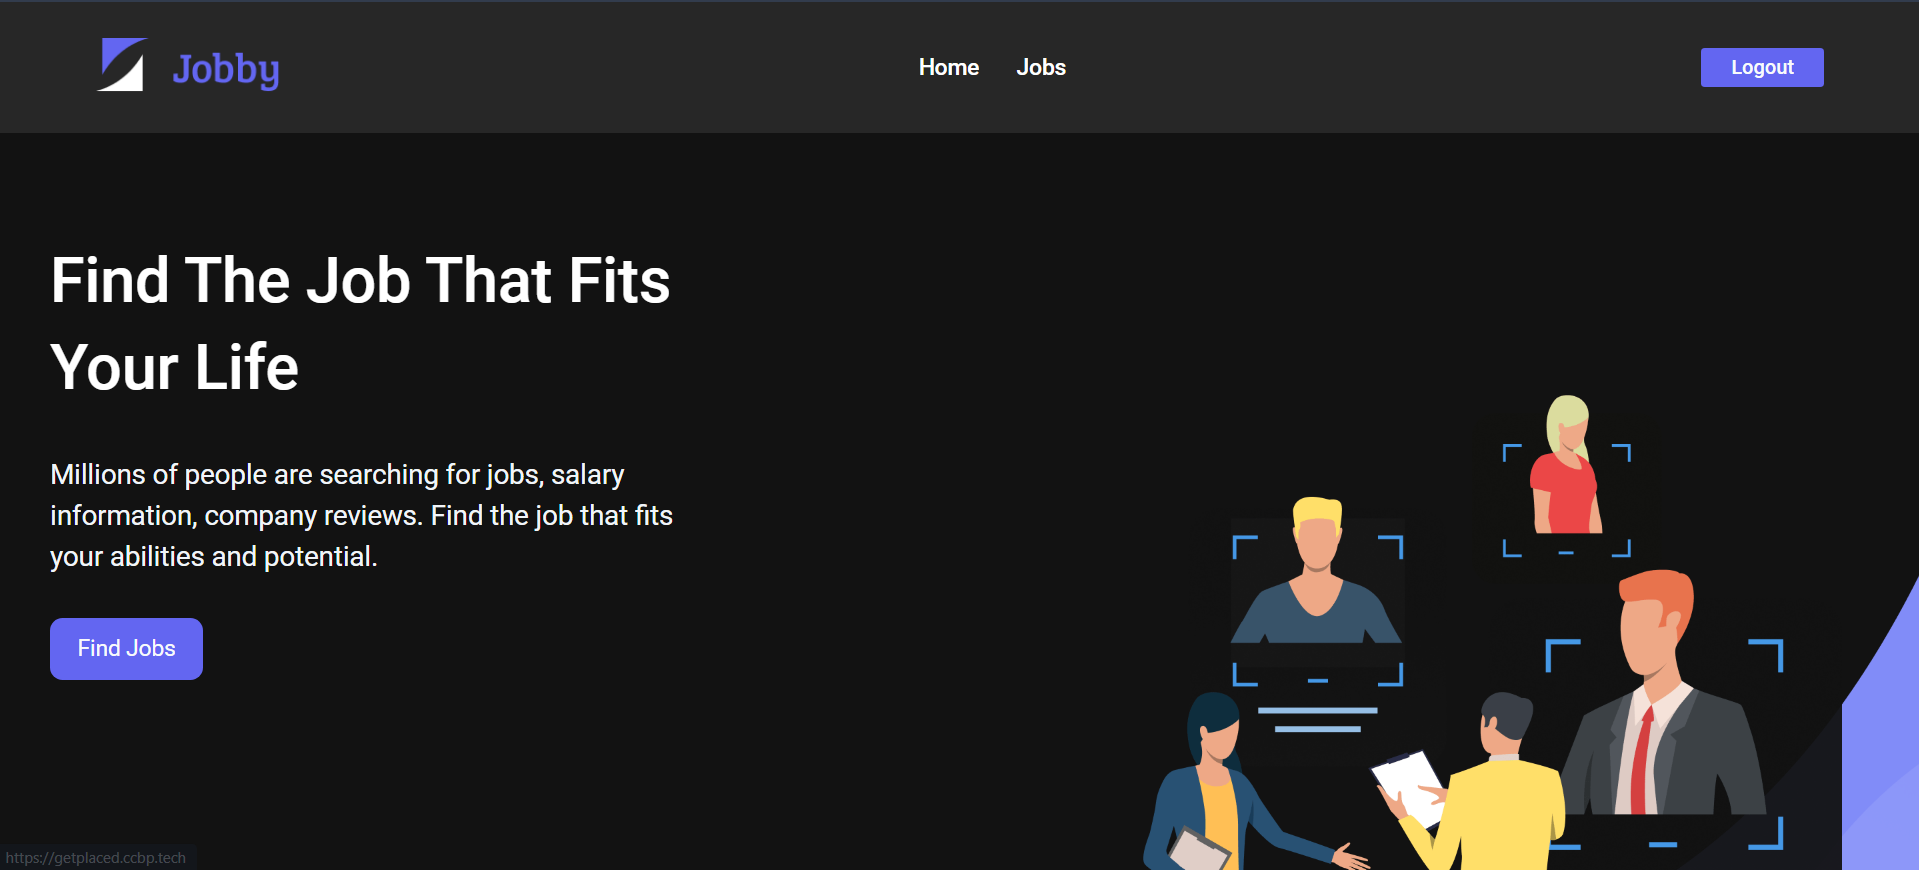 Jobby
Home
Jobs
Logout
Find The Job That Fits
Your Life
Millions of people are searching for jobs, salary
information, company reviews. Find the job that fits
your abilities and potential.
Find Jobs
https://getplaced.ccbp.tech